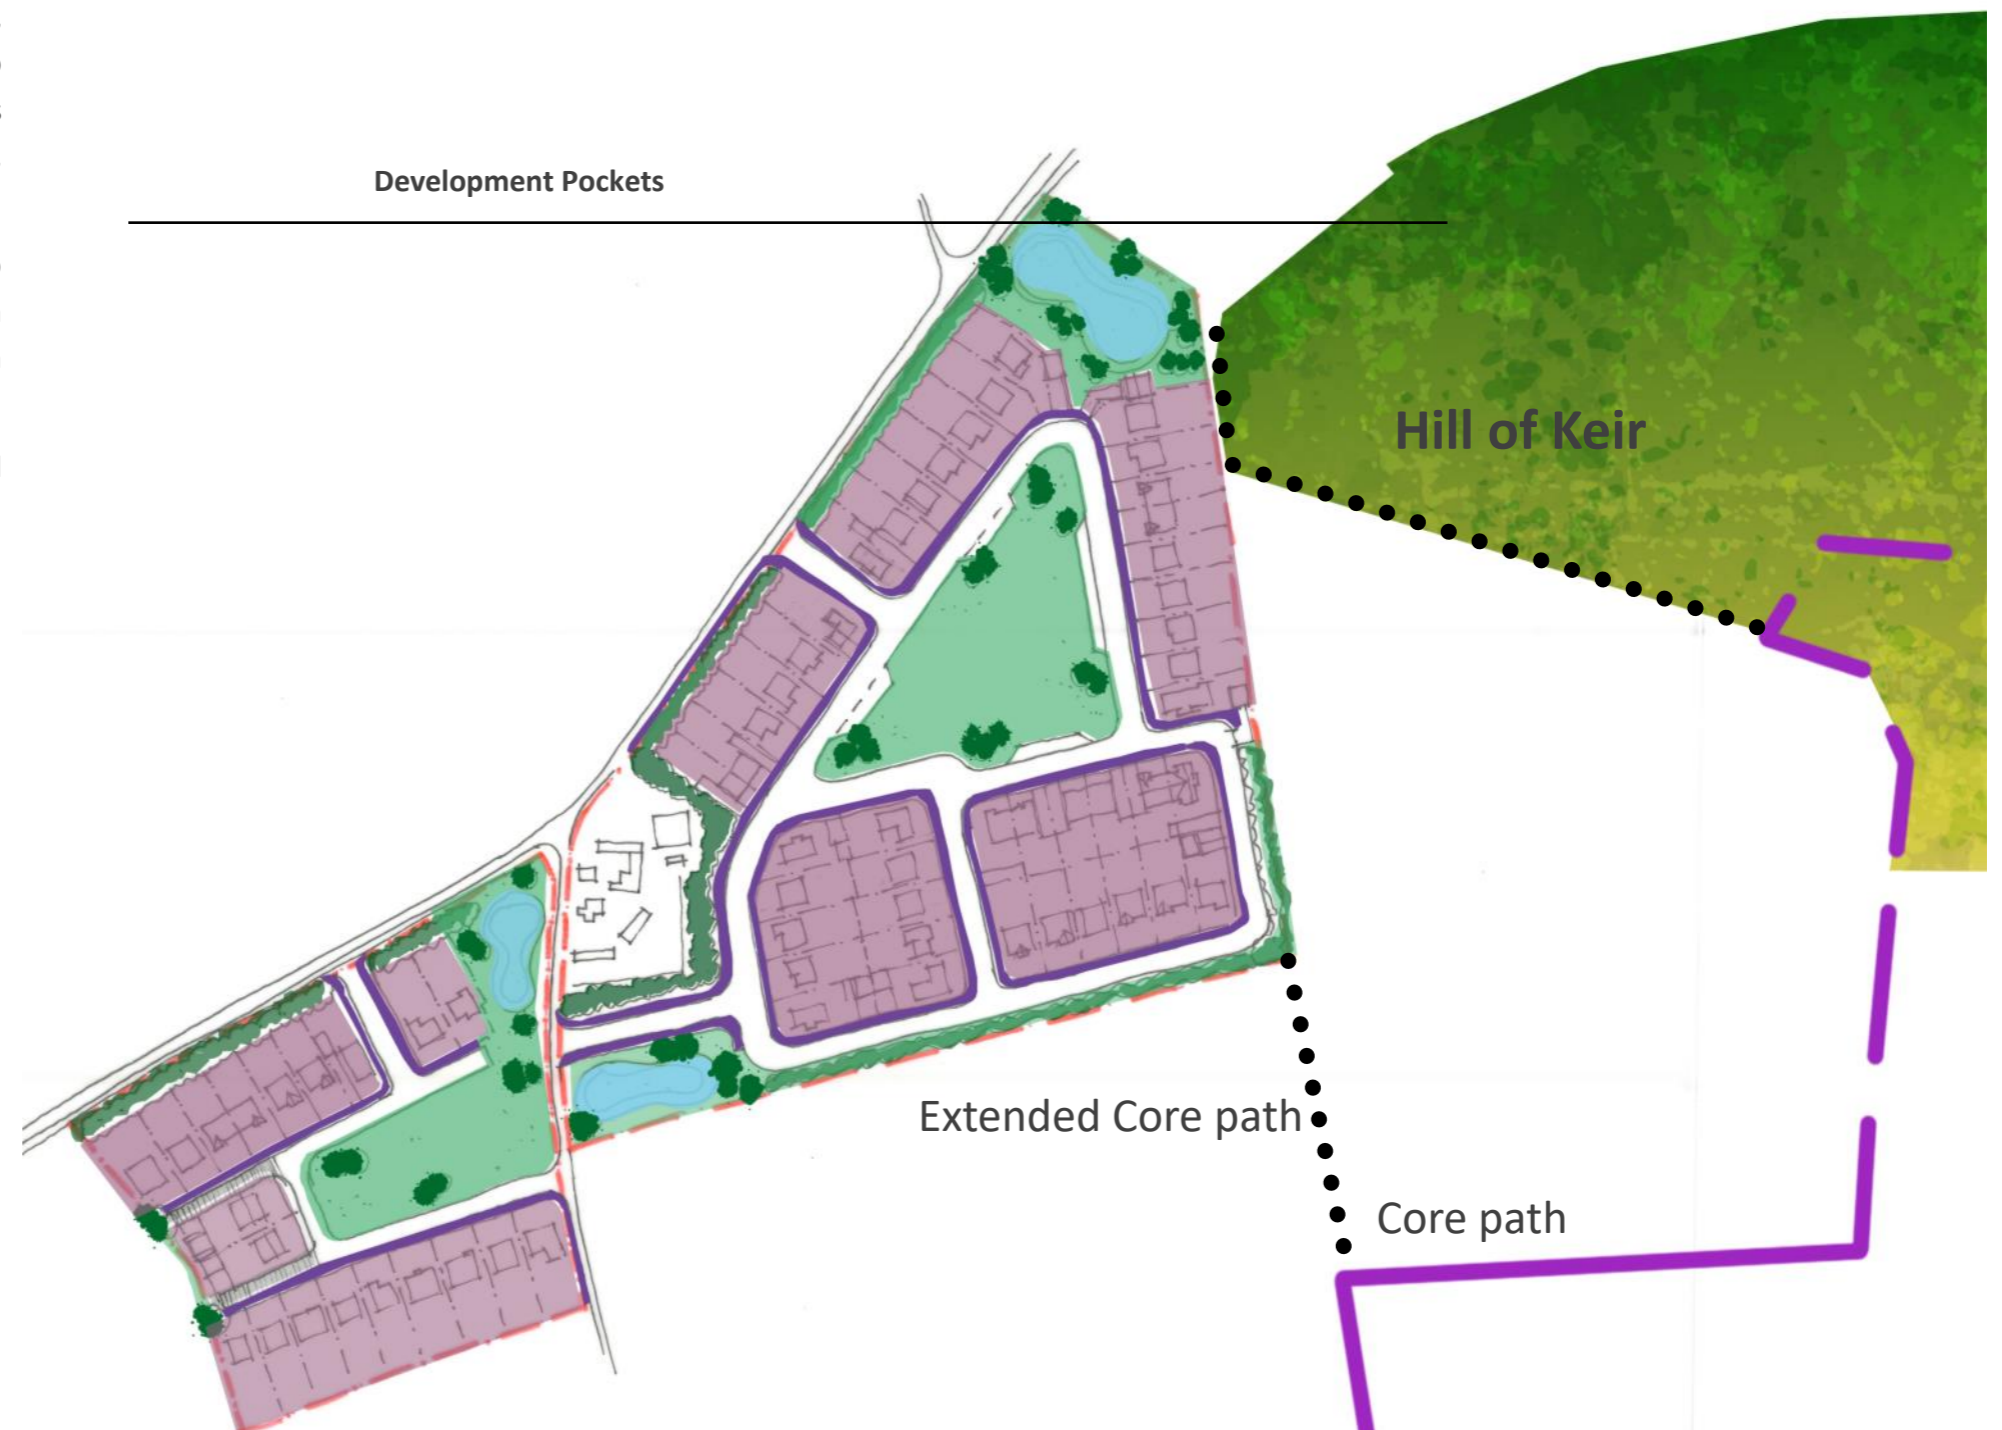 Development Pockets
Hill of Keir
Extended Core path
Core path